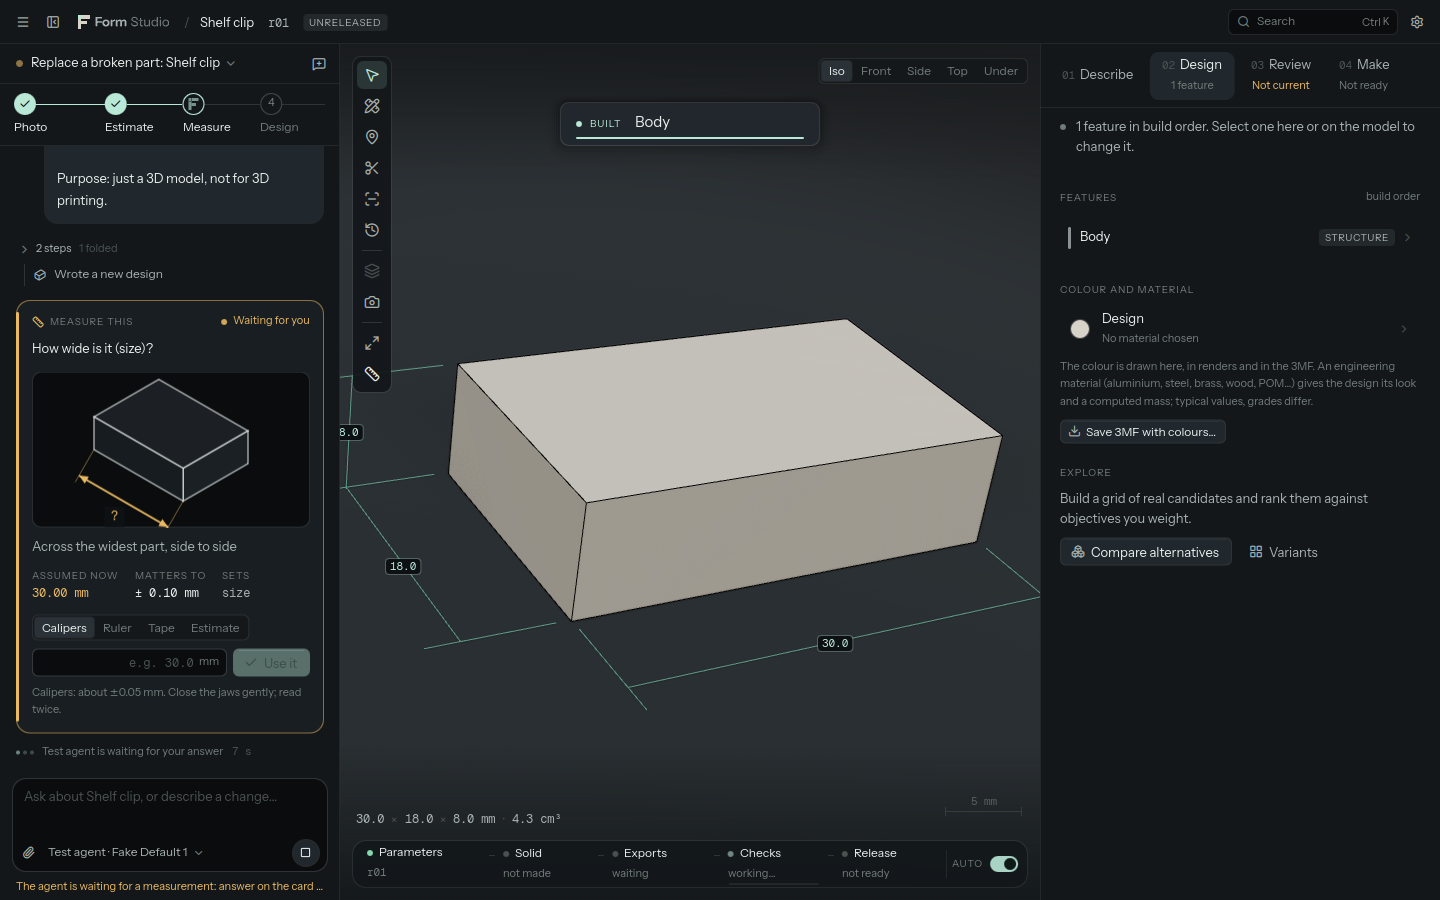 Form Studio / Shelf clip r01 UNRELEASED
Search Ctrl K
Replace a broken part: Shelf clip
Photo Estimate Measure 4 Design
Purpose: just a 3D model, not for 3D
printing.
2 steps 1 folded
Wrote a new design
MEASURE THIS Waiting for you
How wide is it (size)?
?
Across the widest part, side to side
ASSUMED NOW MATTERS TO SETS
30.00 mm ± 0.10 mm size
Calipers Ruler Tape Estimate
e.g. 30.0 mm Use it
Calipers: about ±0.05 mm. Close the jaws gently; read
twice.
Test agent is waiting for your answer 7 s
Ask about Shelf clip, or describe a change...
Test agent · Fake Default 1
The agent is waiting for a measurement: answer on the card ...
Iso Front Side Top Under
BUILT Body
8.0
18.0
30.0
5 mm
30.0 × 18.0 × 8.0 mm · 4.3 cm³
Parameters Solid Exports Checks Release
r01 not made waiting working... not ready
AUTO
01 Describe 02 Design 03 Review 04 Make
1 feature Not current Not ready
1 feature in build order. Select one here or on the model to
change it.
FEATURES build order
Body STRUCTURE
COLOUR AND MATERIAL
Design
No material chosen
The colour is drawn here, in renders and in the 3MF. An engineering
material (aluminium, steel, brass, wood, POM...) gives the design its look
and a computed mass; typical values, grades differ.
Save 3MF with colours...
EXPLORE
Build a grid of real candidates and rank them against
objectives you weight.
Compare alternatives Variants